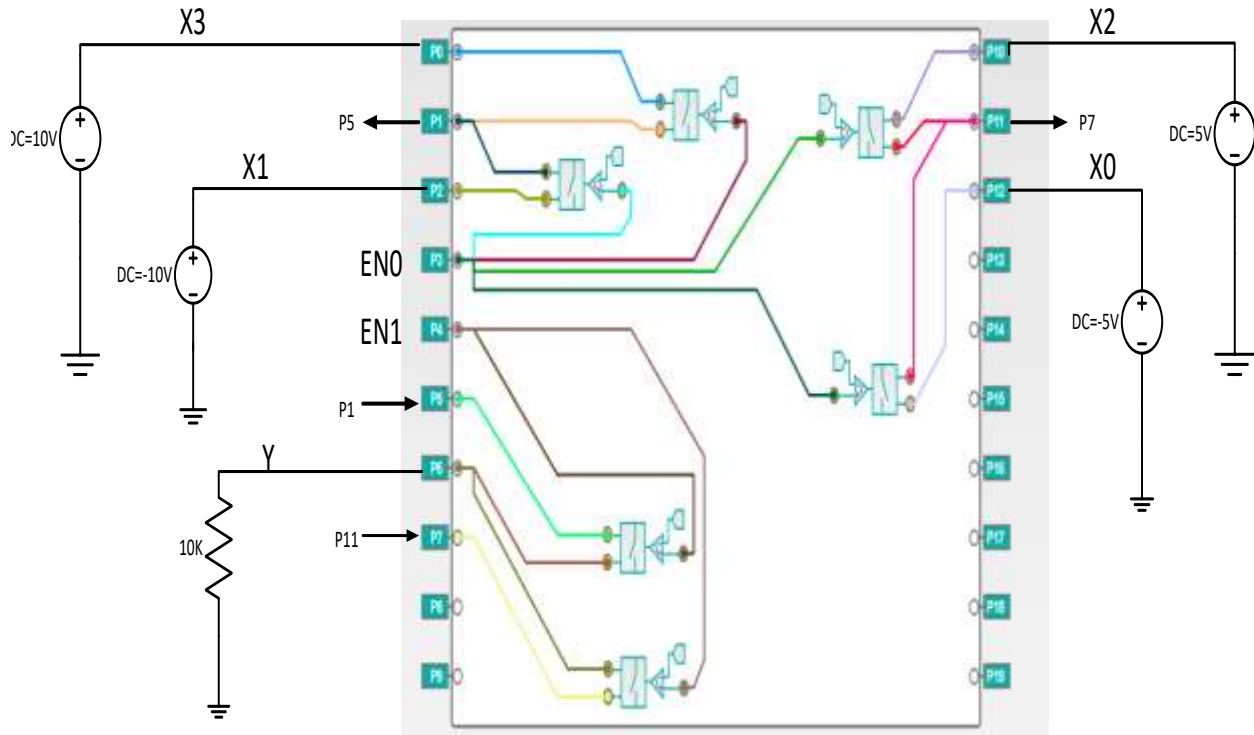 X3
X2
P0
P10
DC=10V
P5
P1
P11
P7
DC=5V
X1
P2
P12
X0
DC=-10V
EN0
P3
P13
EN1
P4
P14
DC=-5V
P1
P5
P15
Y
P6
P16
10K
P11
P7
P17
P8
P18
P9
P19